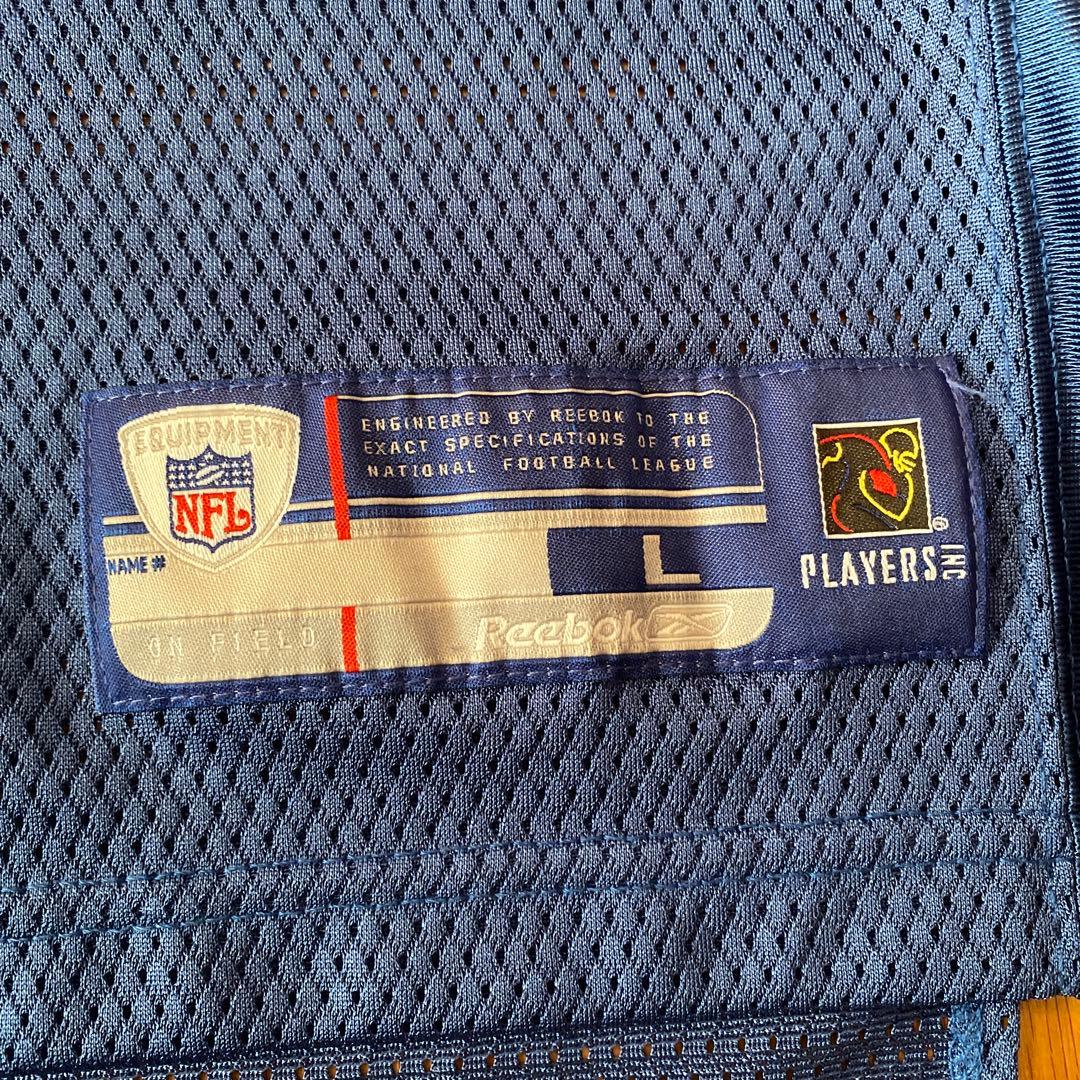 EQUIPMENT
NFL
ENGINEERED BY REEBOK TO THE
EXACT SPECIFICATIONS OF THE
NATIONAL FOOTBALL LEAGUE
NAME #
L
ON FIELD
Reebok
PLAYERS INC
®